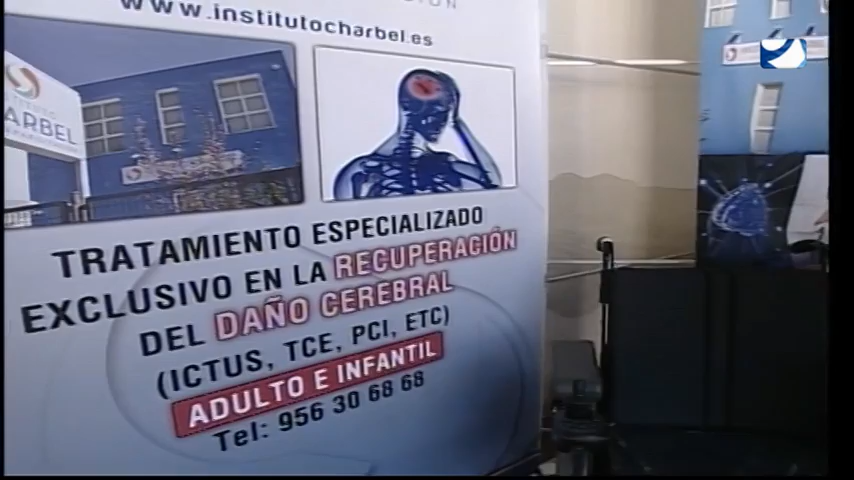 www.institutocharbel.es
TRATAMIENTO ESPECIALIZADO
EXCLUSIVO EN LA RECUPERACIÓN
DEL DAÑO CEREBRAL
(ICTUS, TCE, PCI, ETC)
ADULTO E INFANTIL
Tel: 956 30 68 68